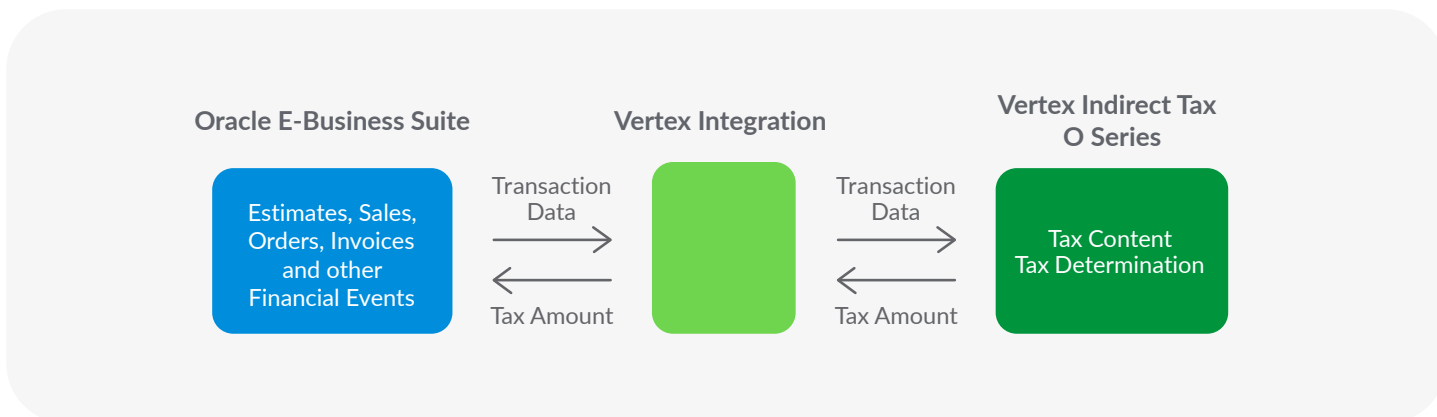 Oracle E-Business Suite
Estimates, Sales,
Orders, Invoices
and other
Financial Events
Transaction
Data
Tax Amount
Vertex Integration
Transaction
Data
Tax Amount
Vertex Indirect Tax
O Series
Tax Content
Tax Determination